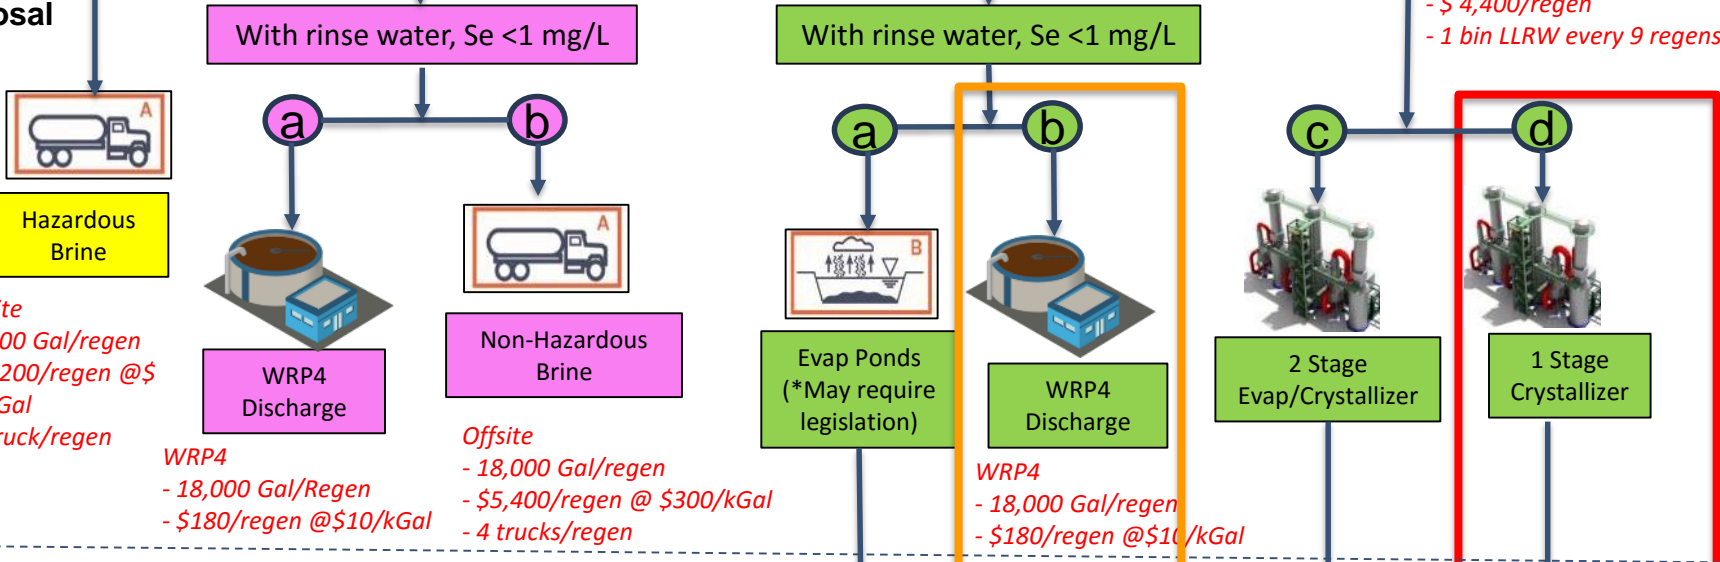 osal
With rinse water, Se <1 mg/L
With rinse water, Se <1 mg/L
- $ 4,400/regen
- 1 bin LLRW every 9 regens
A
a
b
a
b
c
d
Hazardous
Brine
A
B
00 Gal/regen
200/regen @$
Gal
ruck/regen
WRP4
Discharge
Non-Hazardous
Brine
Evap Ponds
(*May require
legislation)
WRP4
Discharge
2 Stage
Evap/Crystallizer
1 Stage
Crystallizer
WRP4
- 18,000 Gal/Regen
- $180/regen @$10/kGal
Offsite
- 18,000 Gal/regen
- $5,400/regen @ $300/kGal
- 4 trucks/regen
WRP4
- 18,000 Gal/regen
- $180/regen @$10/kGal